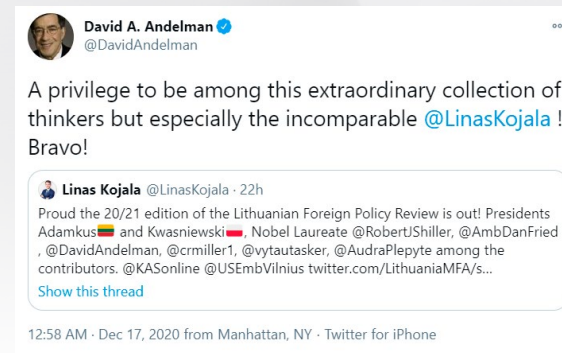 David A. Andelman
@DavidAndelman
A privilege to be among this extraordinary collection of
thinkers but especially the incomparable @LinasKojala !
Bravo!
Linas Kojala @LinasKojala · 22h
Proud the 20/21 edition of the Lithuanian Foreign Policy Review is out! Presidents
Adamkus🇱🇹 and Kwasniewski🇵🇱, Nobel Laureate @RobertJShiller, @AmbDanFried
, @DavidAndelman, @crmiller1, @vytautasker, @AudraPlepyte among the
contributors. @KASonline @USEmbVilnius twitter.com/LithuaniaMFA/s...
Show this thread
12:58 AM · Dec 17, 2020 from Manhattan, NY · Twitter for iPhone